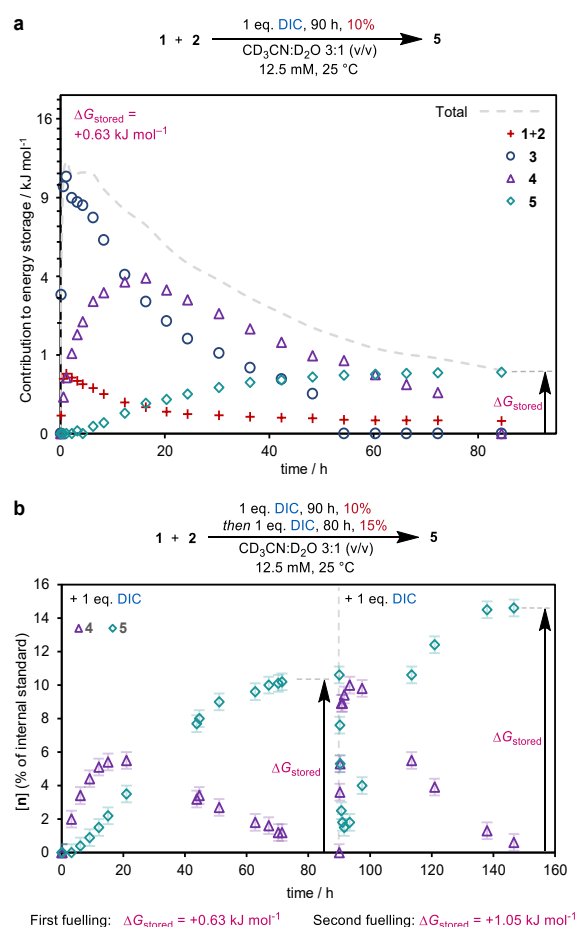 a
1 eq. DIC, 90 h, 10%
1 + 2 5
CD₃CN:D₂O 3:1 (v/v)
12.5 mM, 25 °C
ΔGstored =
+0.63 kJ mol⁻¹
Total
1+2
3
4
5
Contribution to energy storage / kJ mol⁻¹
16
9
4
1
0
ΔGstored
0 20 40 60 80
time / h
b
1 eq. DIC, 90 h, 10%
then 1 eq. DIC, 80 h, 15%
1 + 2 5
CD₃CN:D₂O 3:1 (v/v)
12.5 mM, 25 °C
[n] (% of internal standard)
16
14
12
10
8
6
4
2
0
+ 1 eq. DIC + 1 eq. DIC
4 5
ΔGstored
ΔGstored
0 20 40 60 80 100 120 140 160
time / h
First fuelling: ΔGstored = +0.63 kJ mol⁻¹ Second fuelling: ΔGstored = +1.05 kJ mol⁻¹